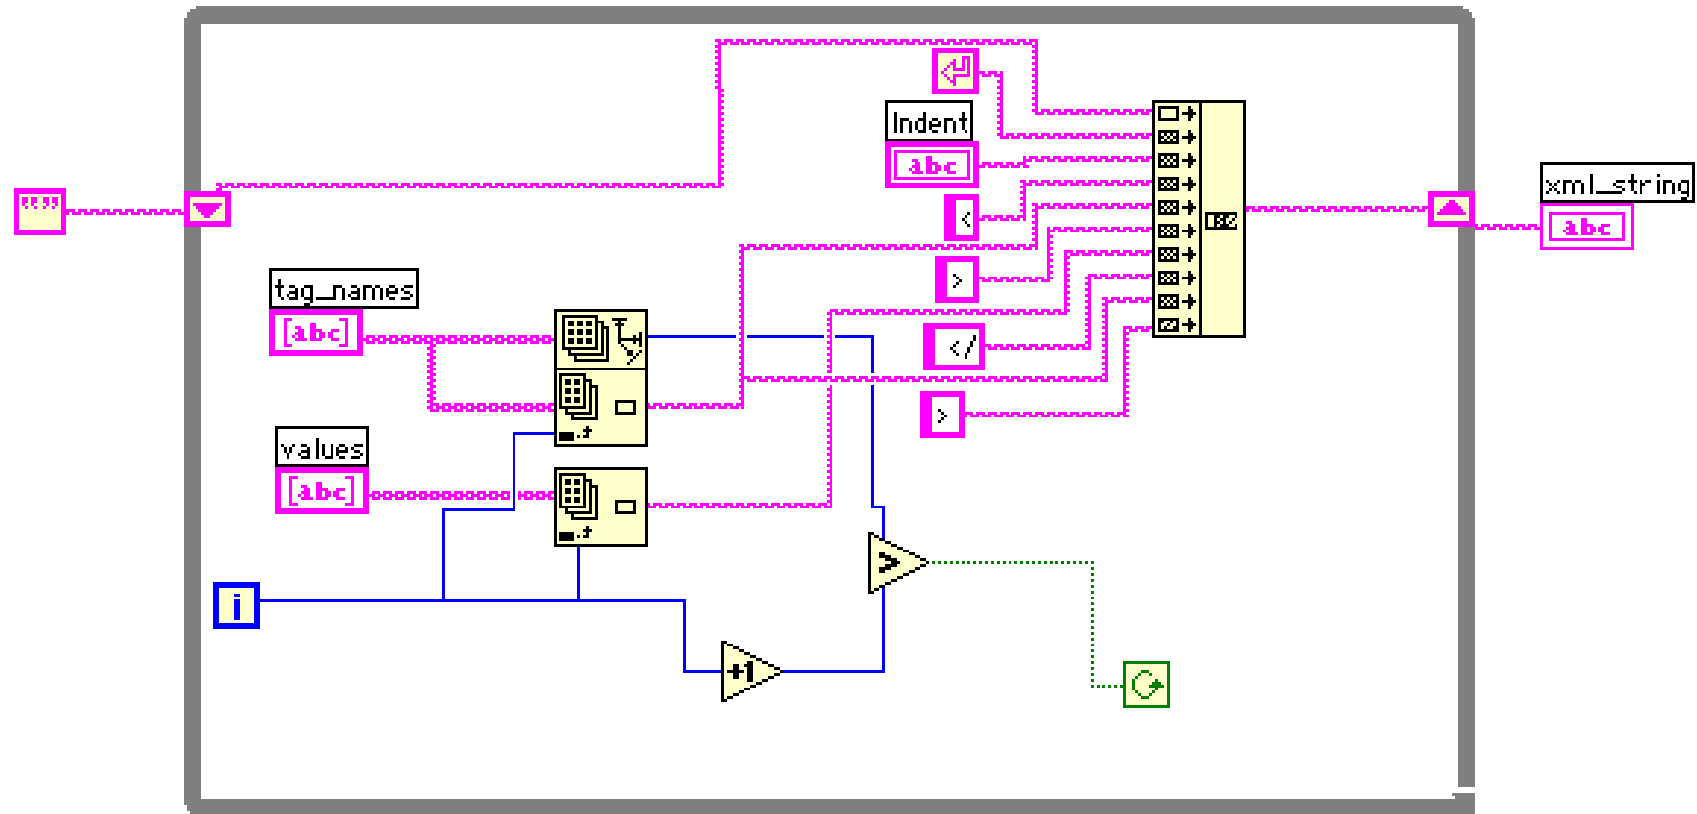 Indent
abc
""
<
xml_string
abc
>
tag_names
[abc]
</
>
values
[abc]
>
i
+1